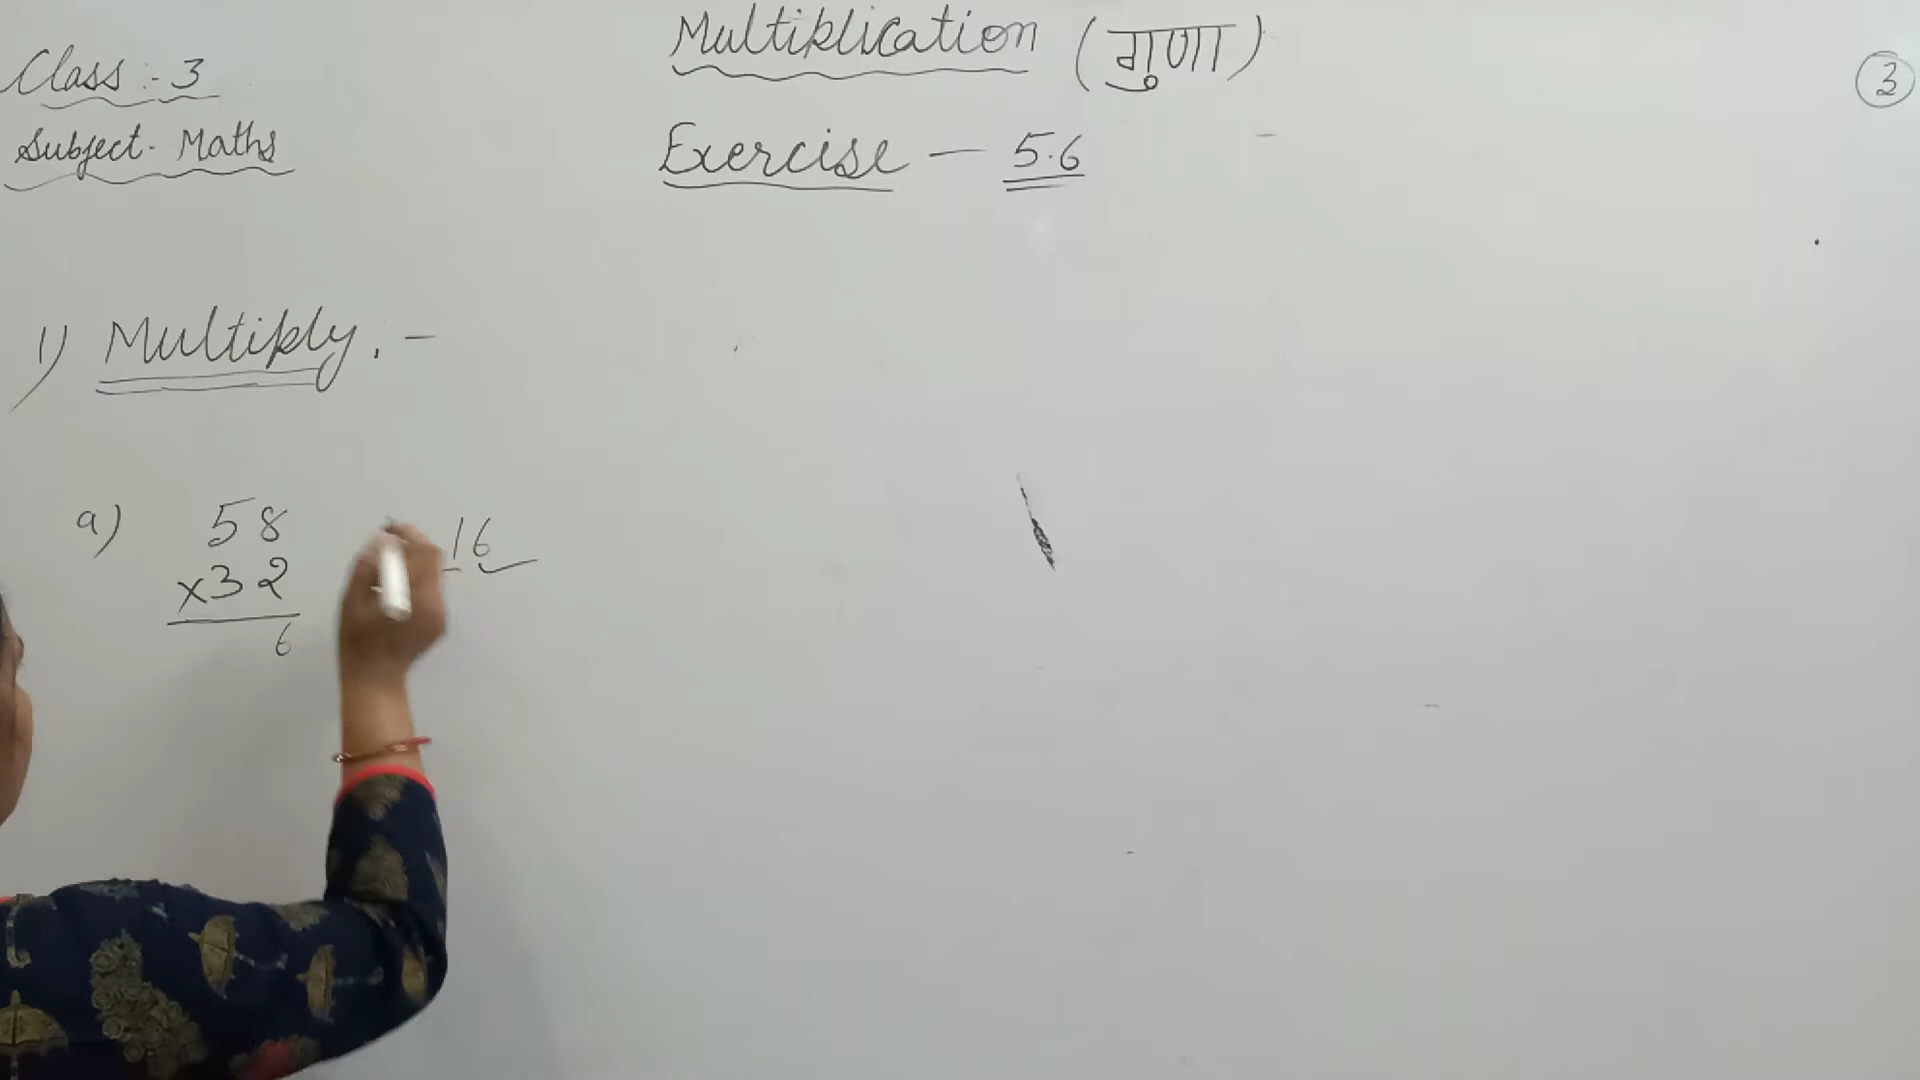 Multiplication (गुणा)
Class :- 3
3
Subject - Maths
Exercise - 5.6
1) Multiply :-
a) 58
16
x32
6